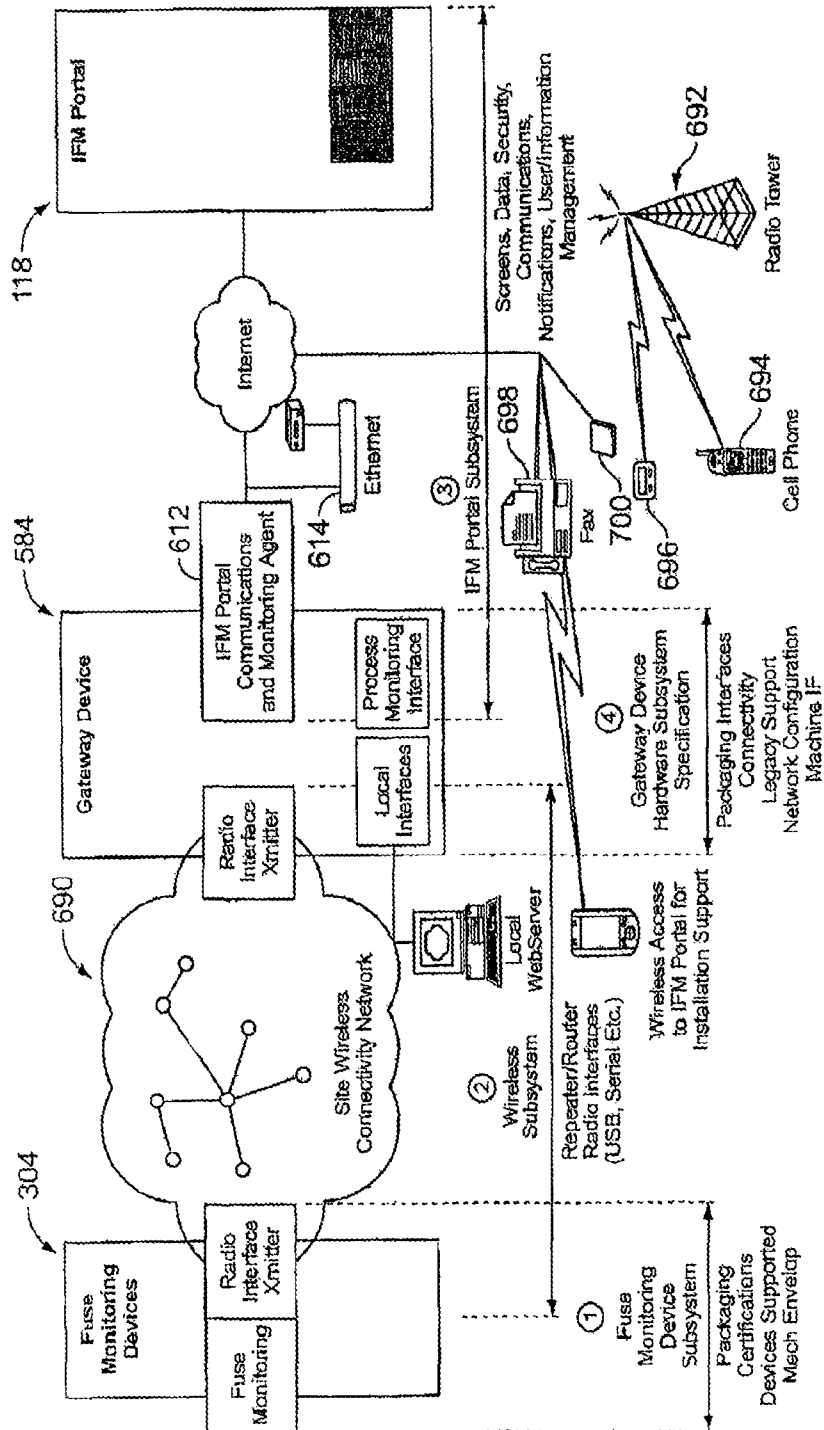 304
Fuse
Monitoring
Devices
Fuse Monitoring
Radio
Interface
Xmitter
690
Site Wireless
Connectivity Network
584
Gateway Device
Radio
Interface
Xmitter
Local
Interfaces
Process
Monitoring
Interface
612
IFM Portal
Communications
and Monitoring Agent
614
Ethernet
Internet
118
IFM Portal
Local
WebServer
1
Fuse
Monitoring
Device
Subsystem
Packaging
Certifications
Devices Supported
Mech Envelop
2
Wireless
Subsystem
Repeater/Router
Radio Interfaces
(USB, Serial Etc.)
Wireless Access
to IFM Portal for
Installation Support
3
IFM Portal Subsystem
Screens, Data, Security,
Communications,
Notifications, User/Information
Management
4
Gateway Device
Hardware Subsystem
Specification
Packaging Interfaces
Connectivity
Legacy Support
Network Configuration
Machine IF
698
Fax
700
696
694
Cell Phone
692
Radio Tower